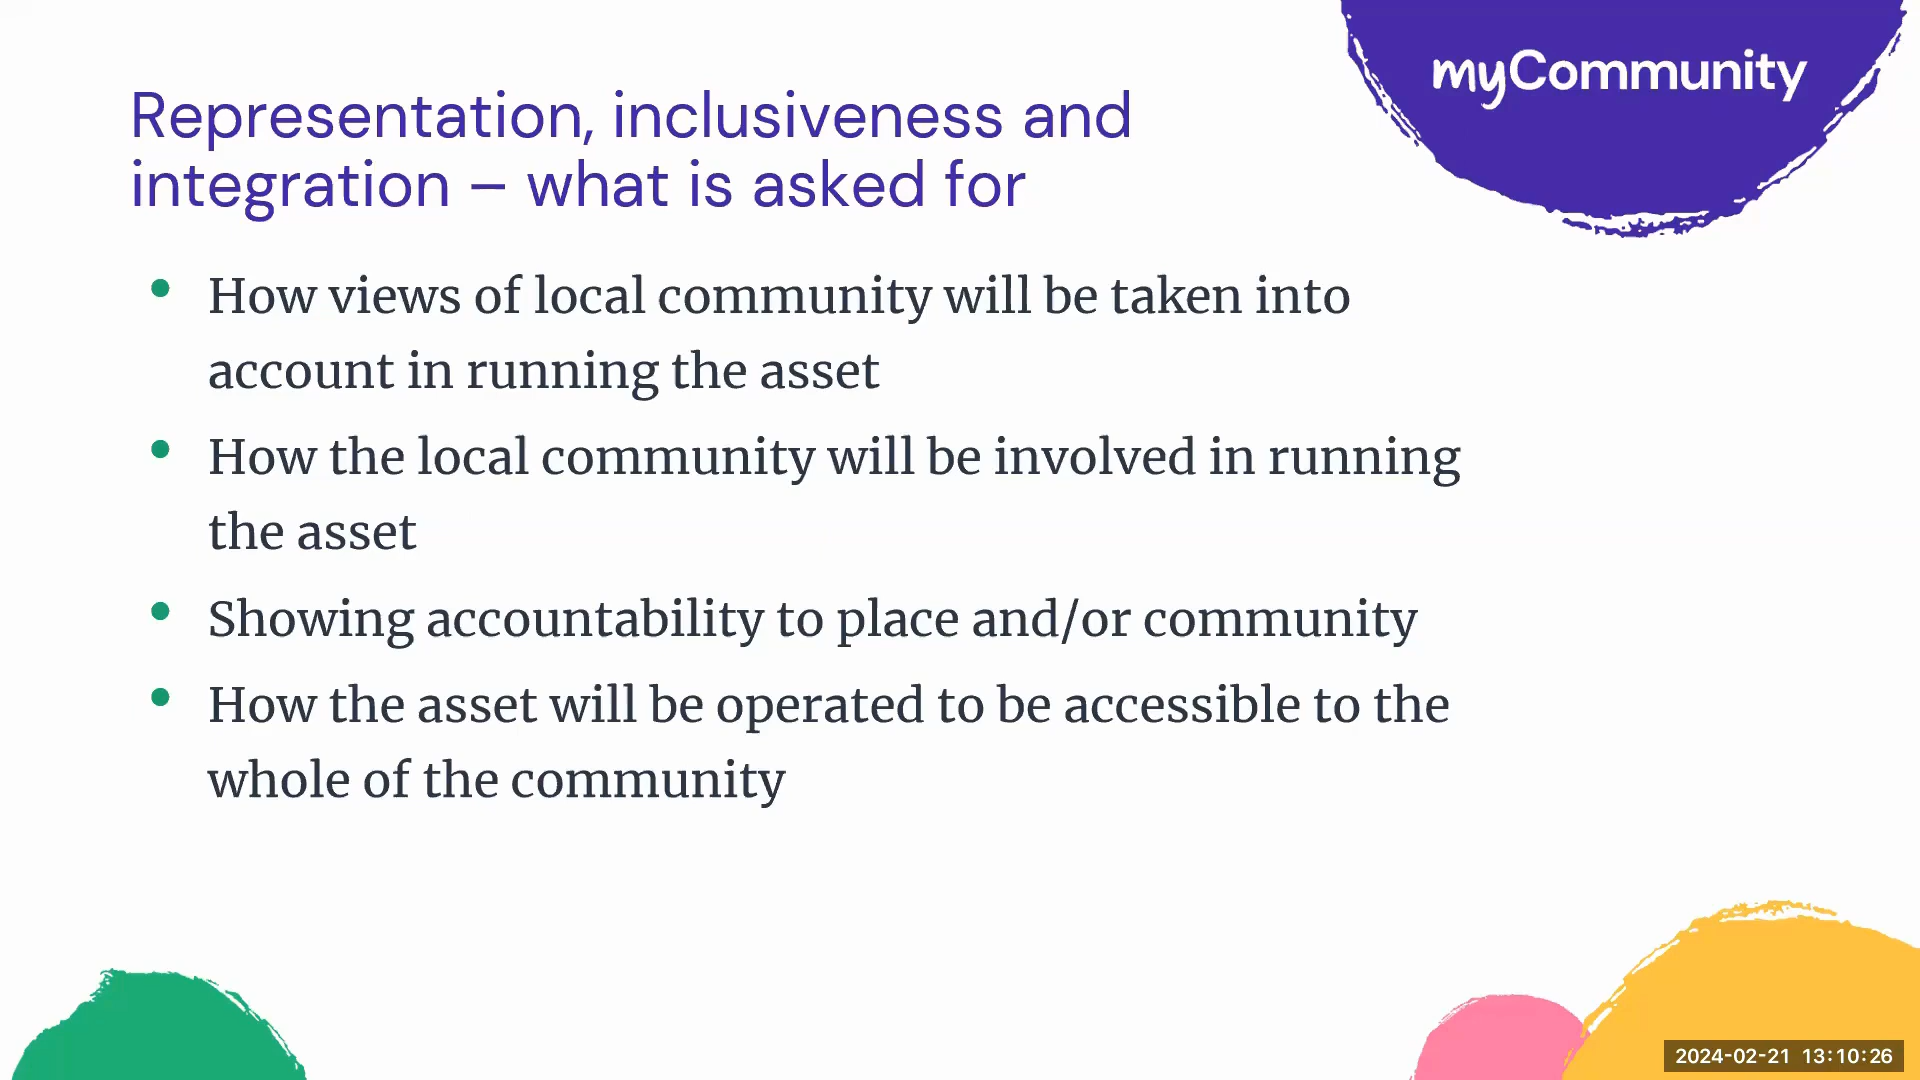 myCommunity
Representation, inclusiveness and
integration – what is asked for
• How views of local community will be taken into
account in running the asset
• How the local community will be involved in running
the asset
• Showing accountability to place and/or community
• How the asset will be operated to be accessible to the
whole of the community
2024-02-21 13:10:26